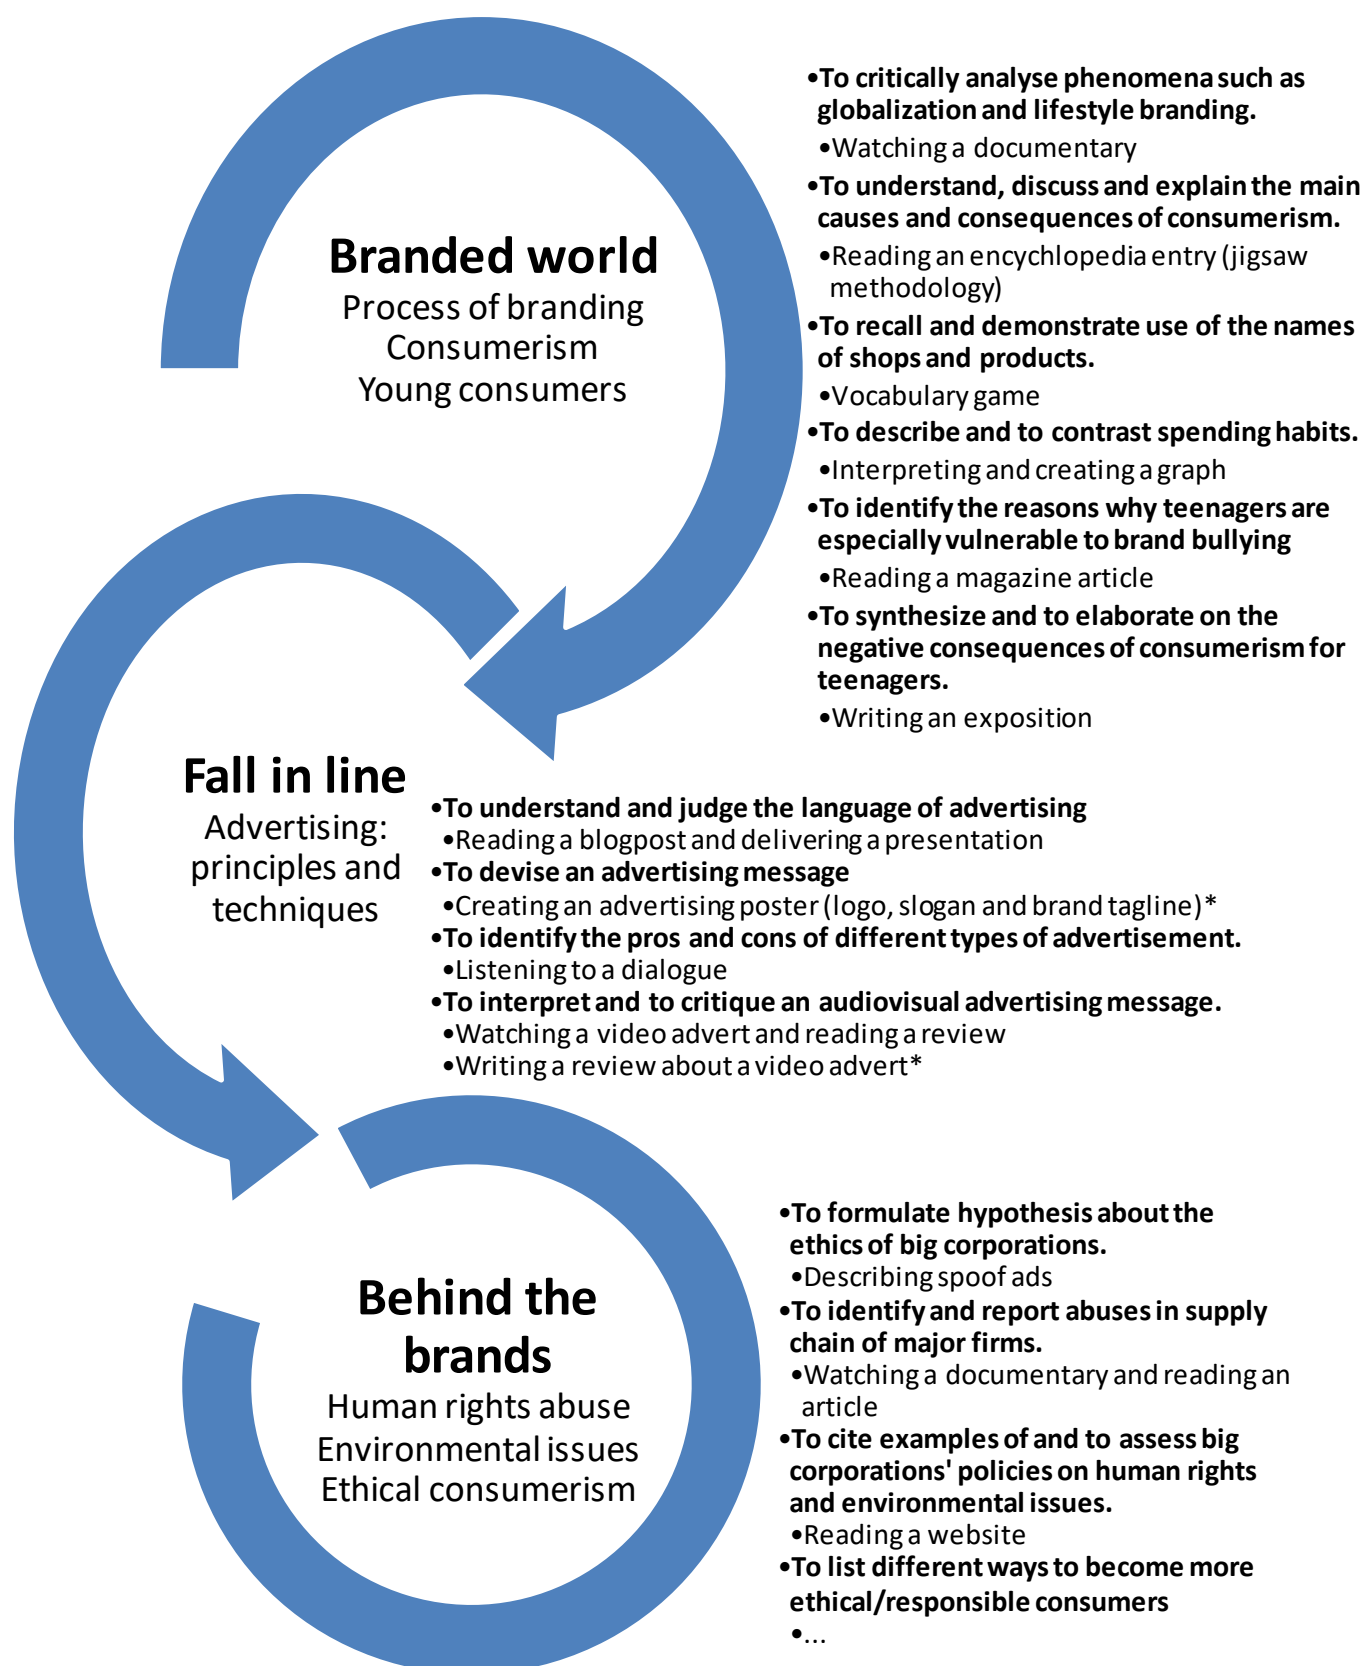 Branded world
Process of branding
Consumerism
Young consumers
•To critically analyse phenomena such as
globalization and lifestyle branding.
•Watching a documentary
•To understand, discuss and explain the main
causes and consequences of consumerism.
•Reading an encychlopedia entry (jigsaw
methodology)
•To recall and demonstrate use of the names
of shops and products.
•Vocabulary game
•To describe and to contrast spending habits.
•Interpreting and creating a graph
•To identify the reasons why teenagers are
especially vulnerable to brand bullying
•Reading a magazine article
•To synthesize and to elaborate on the
negative consequences of consumerism for
teenagers.
•Writing an exposition
Fall in line
Advertising:
principles and
techniques
•To understand and judge the language of advertising
•Reading a blogpost and delivering a presentation
•To devise an advertising message
•Creating an advertising poster (logo, slogan and brand tagline)*
•To identify the pros and cons of different types of advertisement.
•Listening to a dialogue
•To interpret and to critique an audiovisual advertising message.
•Watching a video advert and reading a review
•Writing a review about a video advert*
Behind the
brands
Human rights abuse
Environmental issues
Ethical consumerism
•To formulate hypothesis about the
ethics of big corporations.
•Describing spoof ads
•To identify and report abuses in supply
chain of major firms.
•Watching a documentary and reading an
article
•To cite examples of and to assess big
corporations' policies on human rights
and environmental issues.
•Reading a website
•To list different ways to become more
ethical/responsible consumers
•...